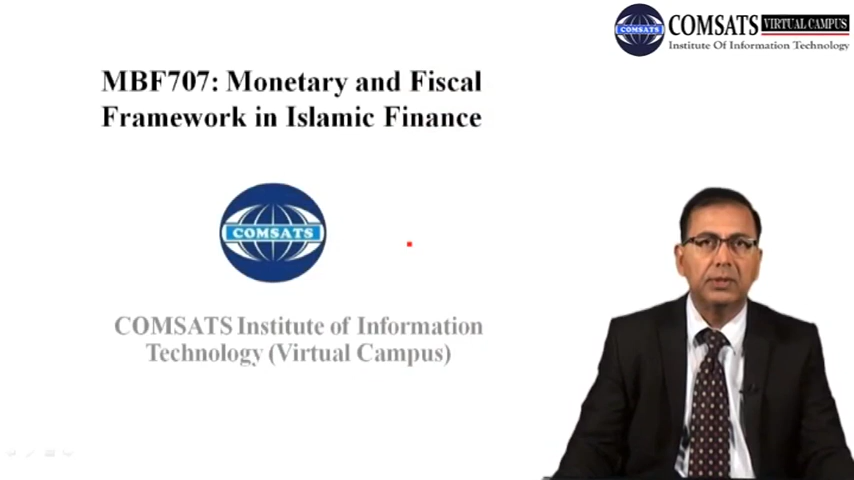 COMSATS VIRTUAL CAMPUS
COMSATS
Institute Of Information Technology
MBF707: Monetary and Fiscal
Framework in Islamic Finance
COMSATS
COMSATS Institute of Information
Technology (Virtual Campus)